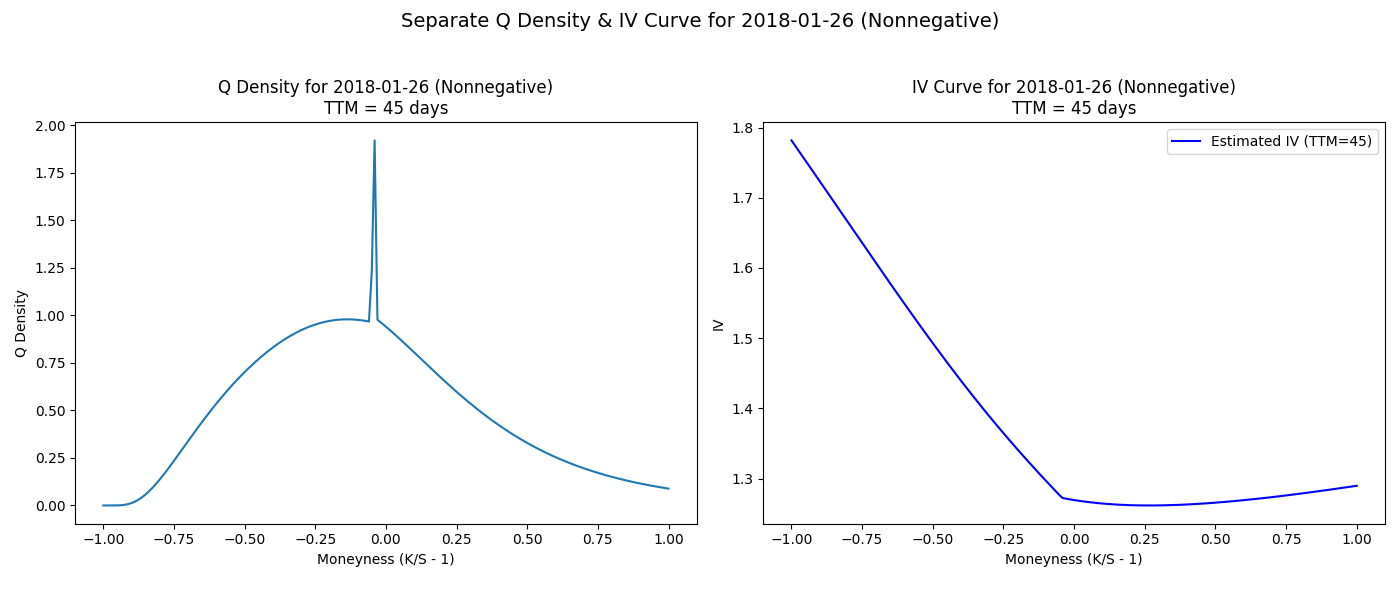 Separate Q Density & IV Curve for 2018-01-26 (Nonnegative)
Q Density for 2018-01-26 (Nonnegative)
TTM = 45 days
Q Density
2.00
1.75
1.50
1.25
1.00
0.75
0.50
0.25
0.00
−1.00 −0.75 −0.50 −0.25 0.00 0.25 0.50 0.75 1.00
Moneyness (K/S - 1)
IV Curve for 2018-01-26 (Nonnegative)
TTM = 45 days
Estimated IV (TTM=45)
IV
1.8
1.7
1.6
1.5
1.4
1.3
−1.00 −0.75 −0.50 −0.25 0.00 0.25 0.50 0.75 1.00
Moneyness (K/S - 1)